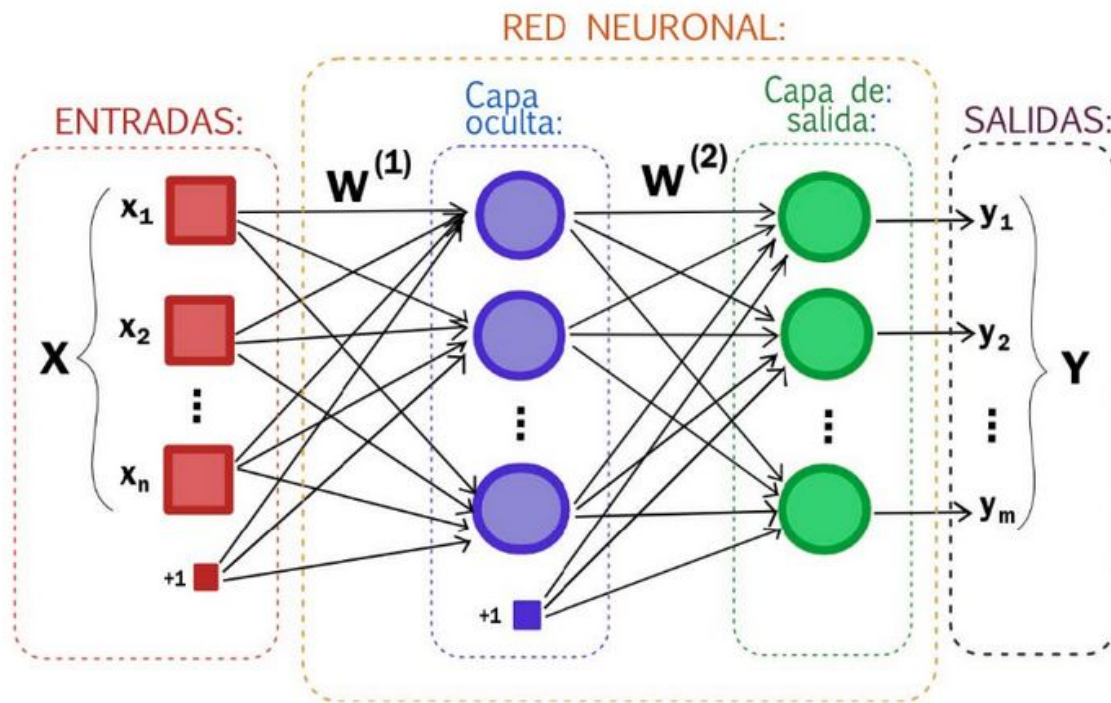 RED NEURONAL:
ENTRADAS:
Capa
oculta:
Capa de:
salida:
SALIDAS:
W(1)
W(2)
x1
y1
x2
y2
X
Y
⋮
⋮
⋮
⋮
xn
ym
+1
+1